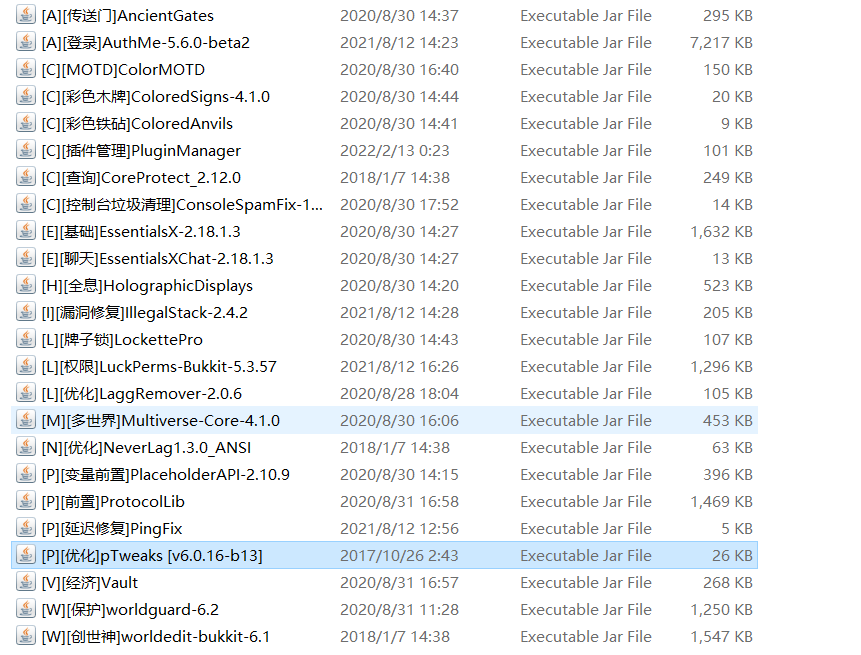 [A][传送门]AncientGates 2020/8/30 14:37 Executable Jar File 295 KB
[A][登录]AuthMe-5.6.0-beta2 2021/8/12 14:23 Executable Jar File 7,217 KB
[C][MOTD]ColorMOTD 2020/8/30 16:40 Executable Jar File 150 KB
[C][彩色木牌]ColoredSigns-4.1.0 2020/8/30 14:44 Executable Jar File 20 KB
[C][彩色铁砧]ColoredAnvils 2020/8/30 14:41 Executable Jar File 9 KB
[C][插件管理]PluginManager 2022/2/13 0:23 Executable Jar File 101 KB
[C][查询]CoreProtect_2.12.0 2018/1/7 14:38 Executable Jar File 249 KB
[C][控制台垃圾清理]ConsoleSpamFix-1... 2020/8/30 17:52 Executable Jar File 14 KB
[E][基础]EssentialsX-2.18.1.3 2020/8/30 14:27 Executable Jar File 1,632 KB
[E][聊天]EssentialsXChat-2.18.1.3 2020/8/30 14:27 Executable Jar File 13 KB
[H][全息]HolographicDisplays 2020/8/30 14:20 Executable Jar File 523 KB
[I][漏洞修复]IllegalStack-2.4.2 2021/8/12 14:28 Executable Jar File 205 KB
[L][牌子锁]LockettePro 2020/8/30 14:43 Executable Jar File 107 KB
[L][权限]LuckPerms-Bukkit-5.3.57 2021/8/12 16:26 Executable Jar File 1,296 KB
[L][优化]LaggRemover-2.0.6 2020/8/28 18:04 Executable Jar File 105 KB
[M][多世界]Multiverse-Core-4.1.0 2020/8/30 16:06 Executable Jar File 453 KB
[N][优化]NeverLag1.3.0_ANSI 2018/1/7 14:38 Executable Jar File 63 KB
[P][变量前置]PlaceholderAPI-2.10.9 2020/8/30 14:15 Executable Jar File 396 KB
[P][前置]ProtocolLib 2020/8/31 16:58 Executable Jar File 1,469 KB
[P][延迟修复]PingFix 2021/8/12 12:56 Executable Jar File 5 KB
[P][优化]pTweaks [v6.0.16-b13] 2017/10/26 2:43 Executable Jar File 26 KB
[V][经济]Vault 2020/8/31 16:57 Executable Jar File 268 KB
[W][保护]worldguard-6.2 2020/8/31 11:28 Executable Jar File 1,250 KB
[W][创世神]worldedit-bukkit-6.1 2018/1/7 14:38 Executable Jar File 1,547 KB